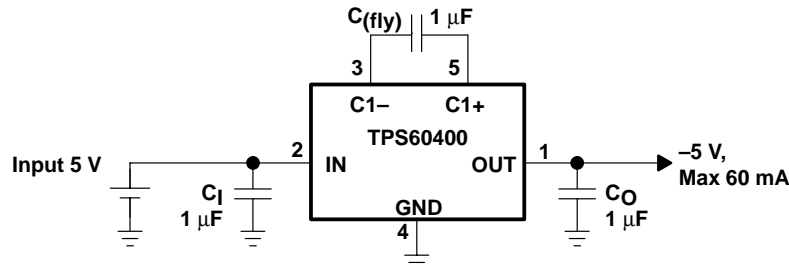 C(fly) 1 μF
3 5
C1– C1+
TPS60400
Input 5 V 2 IN OUT 1 –5 V,
Max 60 mA
CI
1 μF
GND
4
CO
1 μF